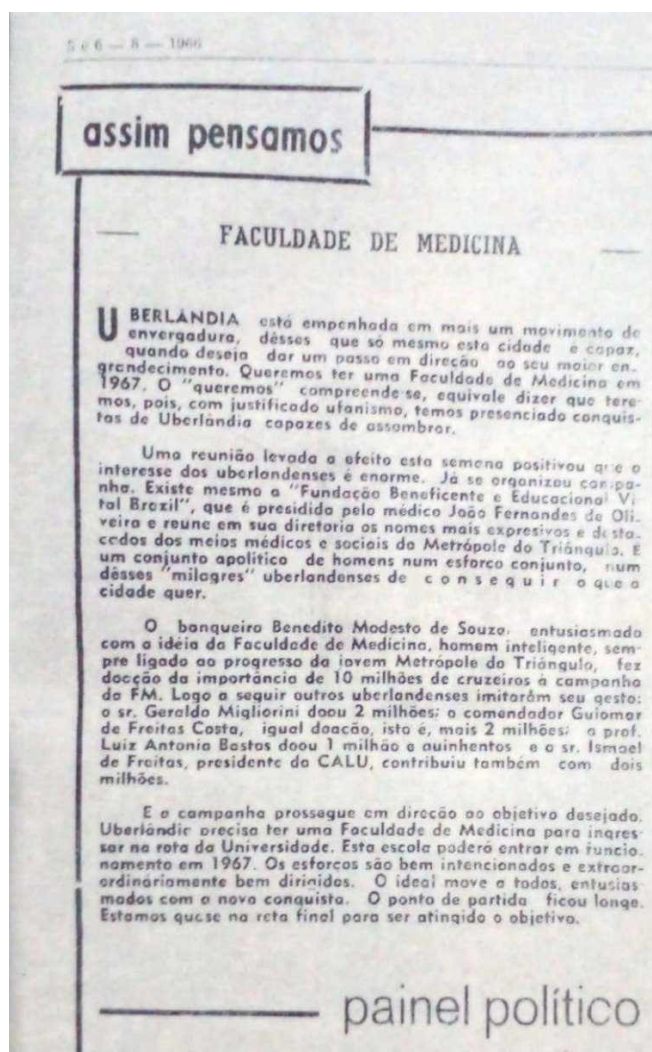 5 e 6 — 8 — 1966
assim pensamos
— FACULDADE DE MEDICINA —
UBERLÂNDIA está empenhada em mais um movimento de
envergadura, dêsses que só mesmo esta cidade é capaz,
quando deseja dar um passo em direção ao seu maior en-
grandecimento. Queremos ter uma Faculdade de Medicina em
1967. O "queremos" compreende-se, equivale dizer que tere-
mos, pois, com justificado ufanismo, temos presenciado conquis-
tas de Uberlândia capazes de assombrar.
Uma reunião levada a efeito esta semana positivou que o
interesse dos uberlandenses é enorme. Já se organizou campa-
nha. Existe mesmo a "Fundação Beneficente e Educacional Vi
tal Brazil", que é presidida pelo médico João Fernandes de Oli-
veira e reune em sua diretoria os nomes mais expresivos e desta-
cados dos meios médicos e sociais da Metrópole do Triângulo. É
um conjunto apolítico de homens num esforço conjunto, num
dêsses "milagres" uberlandenses de conseguir o que a
cidade quer.
O banqueiro Benedito Modesto de Souza, entusiasmado
com a idéia da Faculdade de Medicina, homem inteligente, sem-
pre ligado ao progresso da jovem Metrópole do Triângulo, fez
docção da importância de 10 milhões de cruzeiros à campanha
da FM. Logo a seguir outros uberlandenses imitarám seu gesto:
o sr. Geraldo Migliorini doou 2 milhões; o comendador Guiomar
de Freitas Costa, igual doação, isto é, mais 2 milhões; o prof.
Luiz Antonio Bastos doou 1 milhão e quinhentos e o sr. Ismael
de Freitas, presidente da CALU, contribuiu também com dois
milhões.
E a campanha prossegue em direcão ao objetivo desejado.
Uberlândic precisa ter uma Faculdade de Medicina para ingres-
sar na rota da Universidade. Esta escola poderá entrar em funcio-
namento em 1967. Os esforcos são bem intencionados e extraor-
ordinàriamente bem dirigidos. O ideal move a todos, entusias
mados com a nova conquista. O ponto de partida ficou longe.
Estamos quase na reta final para ser atingido o objetivo.
painel político